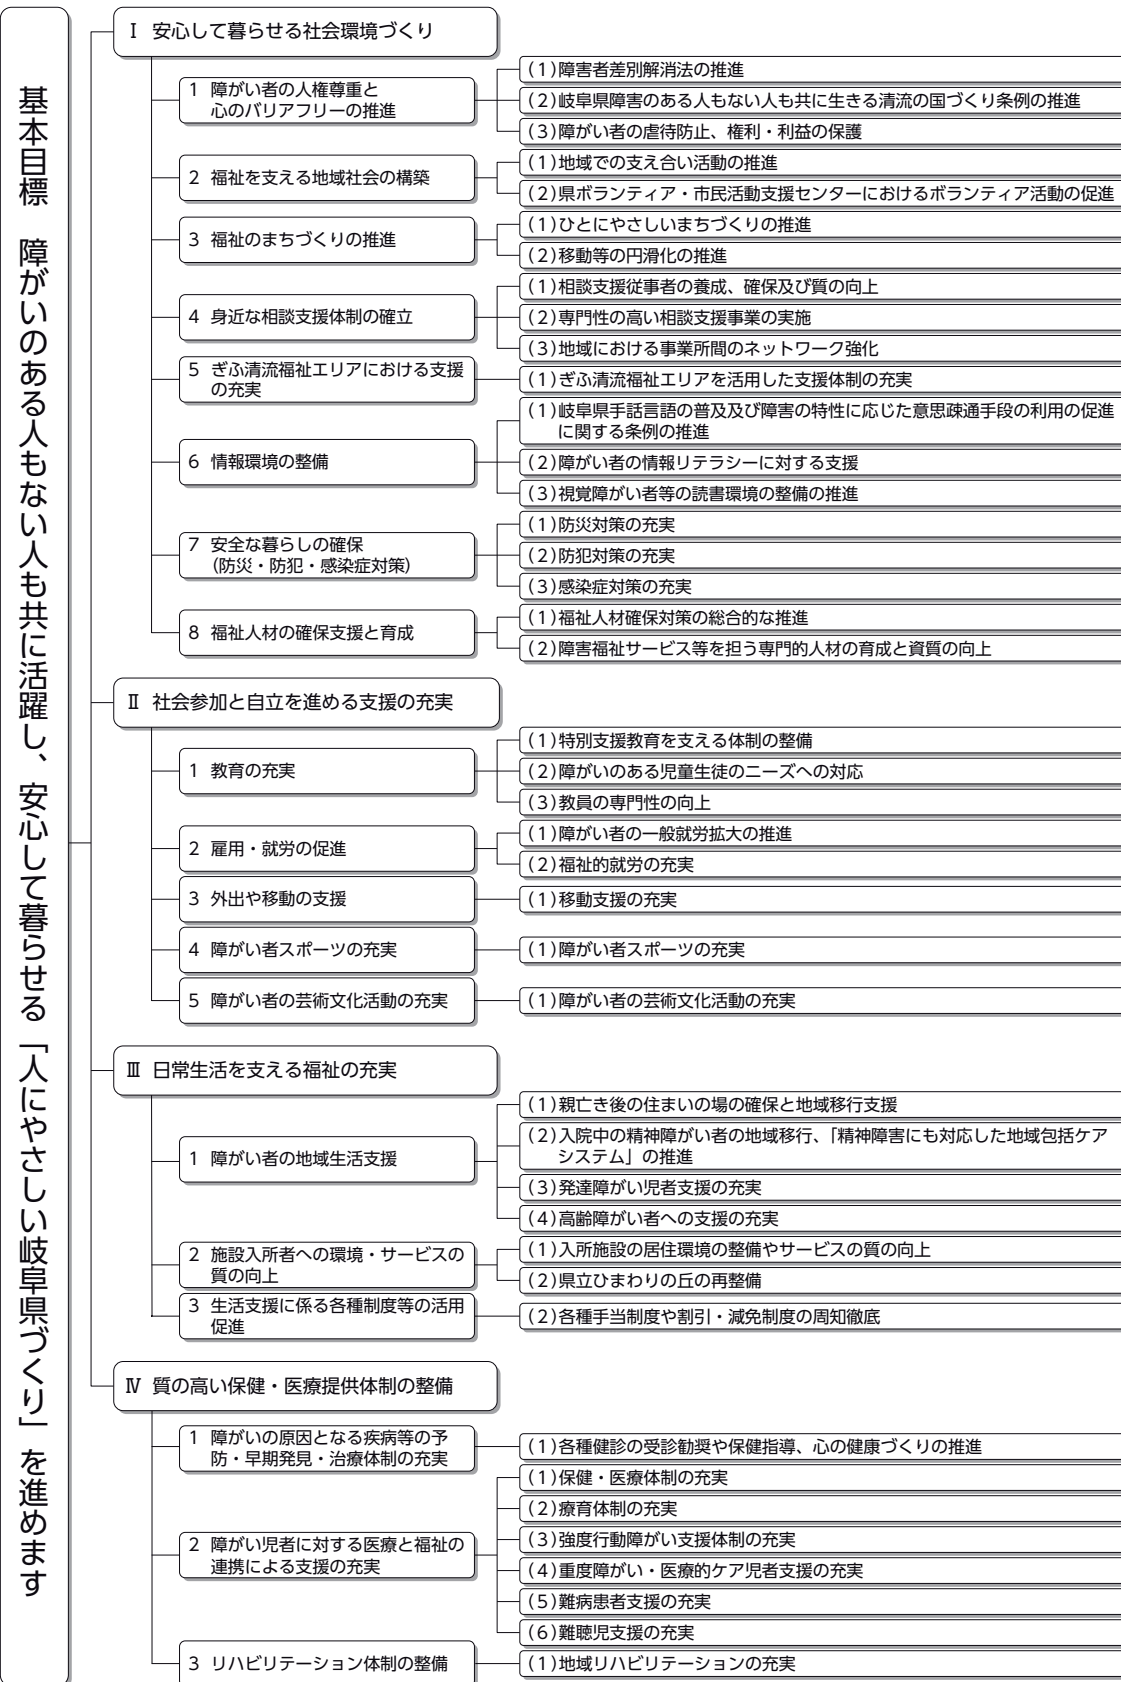 基本目標 障がいのある人もない人も共に活躍し、安心して暮らせる「人にやさしい岐阜県づくり」を進めます
Ⅰ 安心して暮らせる社会環境づくり
1 障がい者の人権尊重と
心のバリアフリーの推進
(1)障害者差別解消法の推進
(2)岐阜県障害のある人もない人も共に生きる清流の国づくり条例の推進
(3)障がい者の虐待防止、権利・利益の保護
2 福祉を支える地域社会の構築
(1)地域での支え合い活動の推進
(2)県ボランティア・市民活動支援センターにおけるボランティア活動の促進
3 福祉のまちづくりの推進
(1)ひとにやさしいまちづくりの推進
(2)移動等の円滑化の推進
4 身近な相談支援体制の確立
(1)相談支援従事者の養成、確保及び質の向上
(2)専門性の高い相談支援事業の実施
(3)地域における事業所間のネットワーク強化
5 ぎふ清流福祉エリアにおける支援
の充実
(1)ぎふ清流福祉エリアを活用した支援体制の充実
6 情報環境の整備
(1)岐阜県手話言語の普及及び障害の特性に応じた意思疎通手段の利用の促進
に関する条例の推進
(2)障がい者の情報リテラシーに対する支援
(3)視覚障がい者等の読書環境の整備の推進
7 安全な暮らしの確保
(防災・防犯・感染症対策)
(1)防災対策の充実
(2)防犯対策の充実
(3)感染症対策の充実
8 福祉人材の確保支援と育成
(1)福祉人材確保対策の総合的な推進
(2)障害福祉サービス等を担う専門的人材の育成と資質の向上
Ⅱ 社会参加と自立を進める支援の充実
1 教育の充実
(1)特別支援教育を支える体制の整備
(2)障がいのある児童生徒のニーズへの対応
(3)教員の専門性の向上
2 雇用・就労の促進
(1)障がい者の一般就労拡大の推進
(2)福祉的就労の充実
3 外出や移動の支援
(1)移動支援の充実
4 障がい者スポーツの充実
(1)障がい者スポーツの充実
5 障がい者の芸術文化活動の充実
(1)障がい者の芸術文化活動の充実
Ⅲ 日常生活を支える福祉の充実
1 障がい者の地域生活支援
(1)親亡き後の住まいの場の確保と地域移行支援
(2)入院中の精神障がい者の地域移行、「精神障害にも対応した地域包括ケア
システム」の推進
(3)発達障がい児者支援の充実
(4)高齢障がい者への支援の充実
2 施設入所者への環境・サービスの
質の向上
(1)入所施設の居住環境の整備やサービスの質の向上
(2)県立ひまわりの丘の再整備
3 生活支援に係る各種制度等の活用
促進
(2)各種手当制度や割引・減免制度の周知徹底
Ⅳ 質の高い保健・医療提供体制の整備
1 障がいの原因となる疾病等の予
防・早期発見・治療体制の充実
(1)各種健診の受診勧奨や保健指導、心の健康づくりの推進
2 障がい児者に対する医療と福祉の
連携による支援の充実
(1)保健・医療体制の充実
(2)療育体制の充実
(3)強度行動障がい支援体制の充実
(4)重度障がい・医療的ケア児者支援の充実
(5)難病患者支援の充実
(6)難聴児支援の充実
3 リハビリテーション体制の整備
(1)地域リハビリテーションの充実